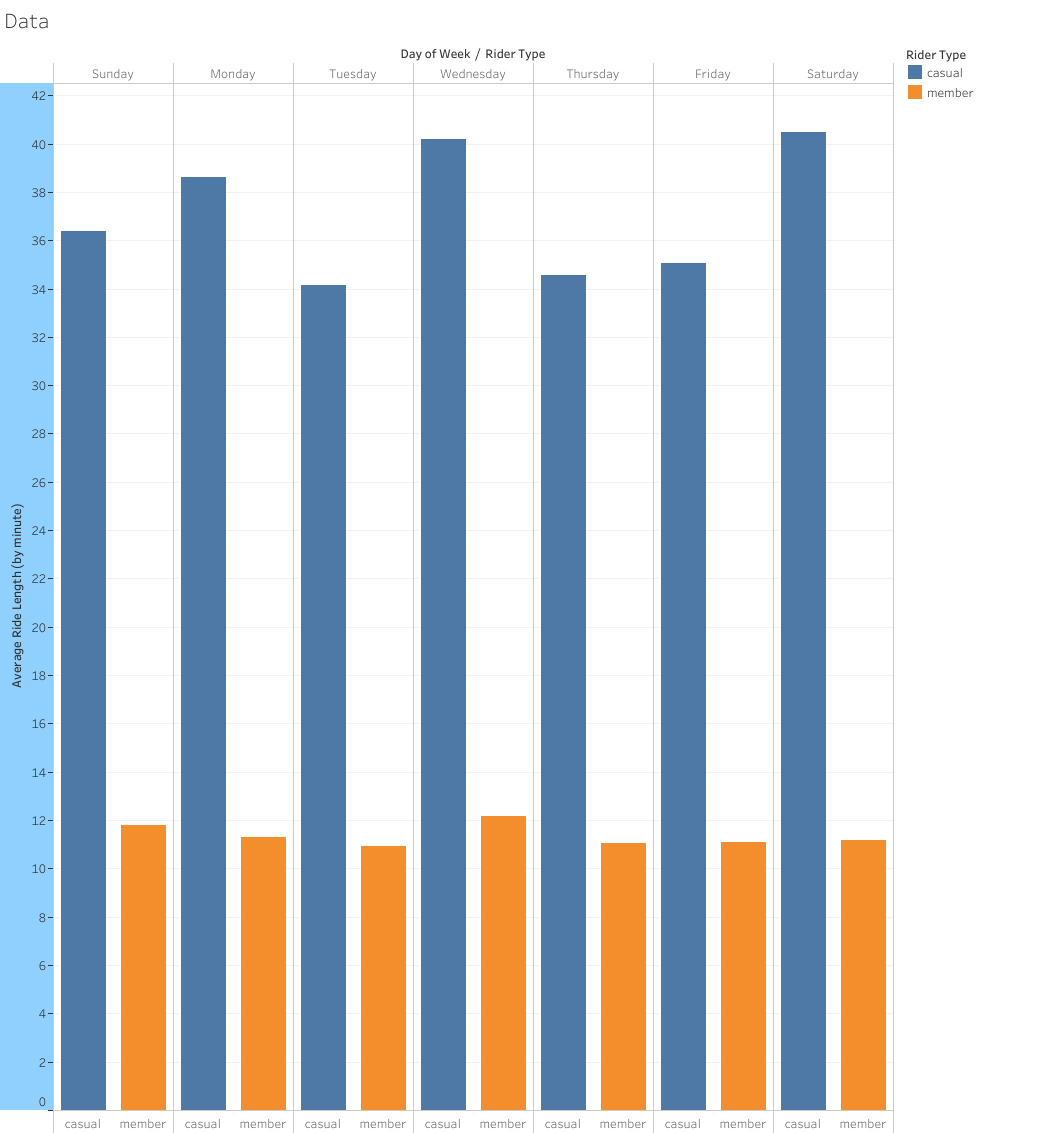 Data
Day of Week / Rider Type
Sunday Monday Tuesday Wednesday Thursday Friday Saturday
Rider Type
casual
member
42
40
38
36
34
32
30
28
26
24
22
20
18
16
14
12
10
8
6
4
2
0
Average Ride Length (by minute)
casual member casual member casual member casual member casual member casual member casual member